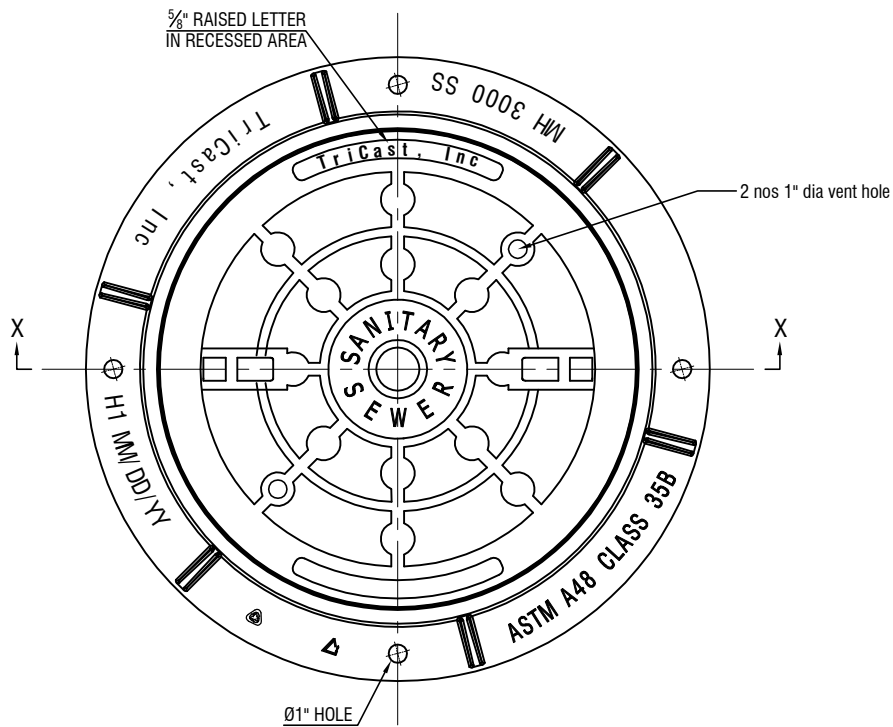 ⅝" RAISED LETTER
IN RECESSED AREA
MH 3000 SS
TriCast, Inc
TriCast, Inc
2 nos 1" dia vent hole
X
X
SANITARY
SEWER
H1 MM/DD/YY
ASTM A48 CLASS 35B
Ø1" HOLE